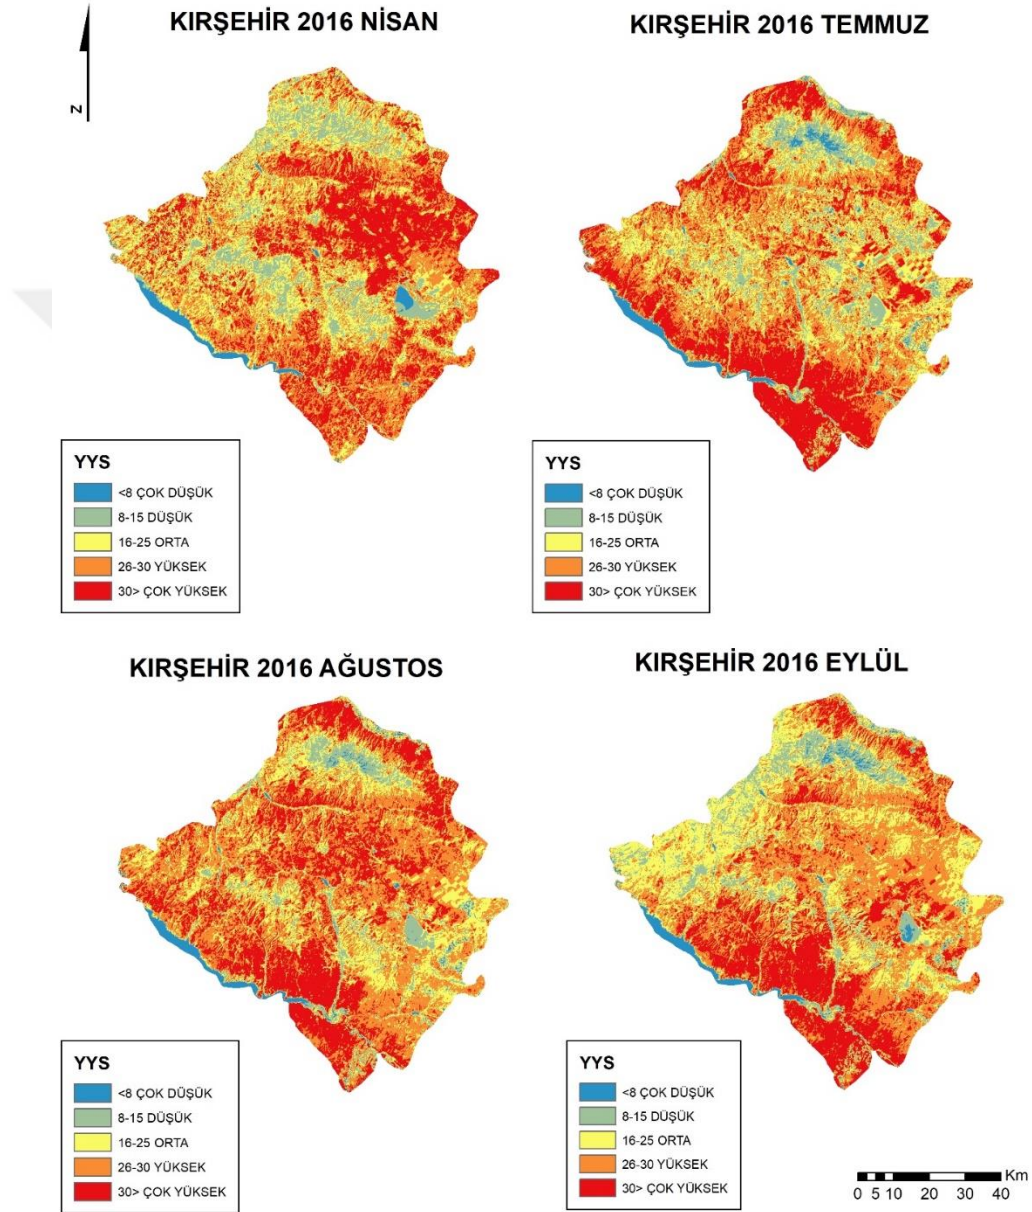 KIRŞEHİR 2016 NİSAN
KIRŞEHİR 2016 TEMMUZ
N
YYS
<8 ÇOK DÜŞÜK
8-15 DÜŞÜK
16-25 ORTA
26-30 YÜKSEK
30> ÇOK YÜKSEK
YYS
<8 ÇOK DÜŞÜK
8-15 DÜŞÜK
16-25 ORTA
26-30 YÜKSEK
30> ÇOK YÜKSEK
KIRŞEHİR 2016 AĞUSTOS
KIRŞEHİR 2016 EYLÜL
YYS
<8 ÇOK DÜŞÜK
8-15 DÜŞÜK
16-25 ORTA
26-30 YÜKSEK
30> ÇOK YÜKSEK
YYS
<8 ÇOK DÜŞÜK
8-15 DÜŞÜK
16-25 ORTA
26-30 YÜKSEK
30> ÇOK YÜKSEK
Km
0 5 10 20 30 40